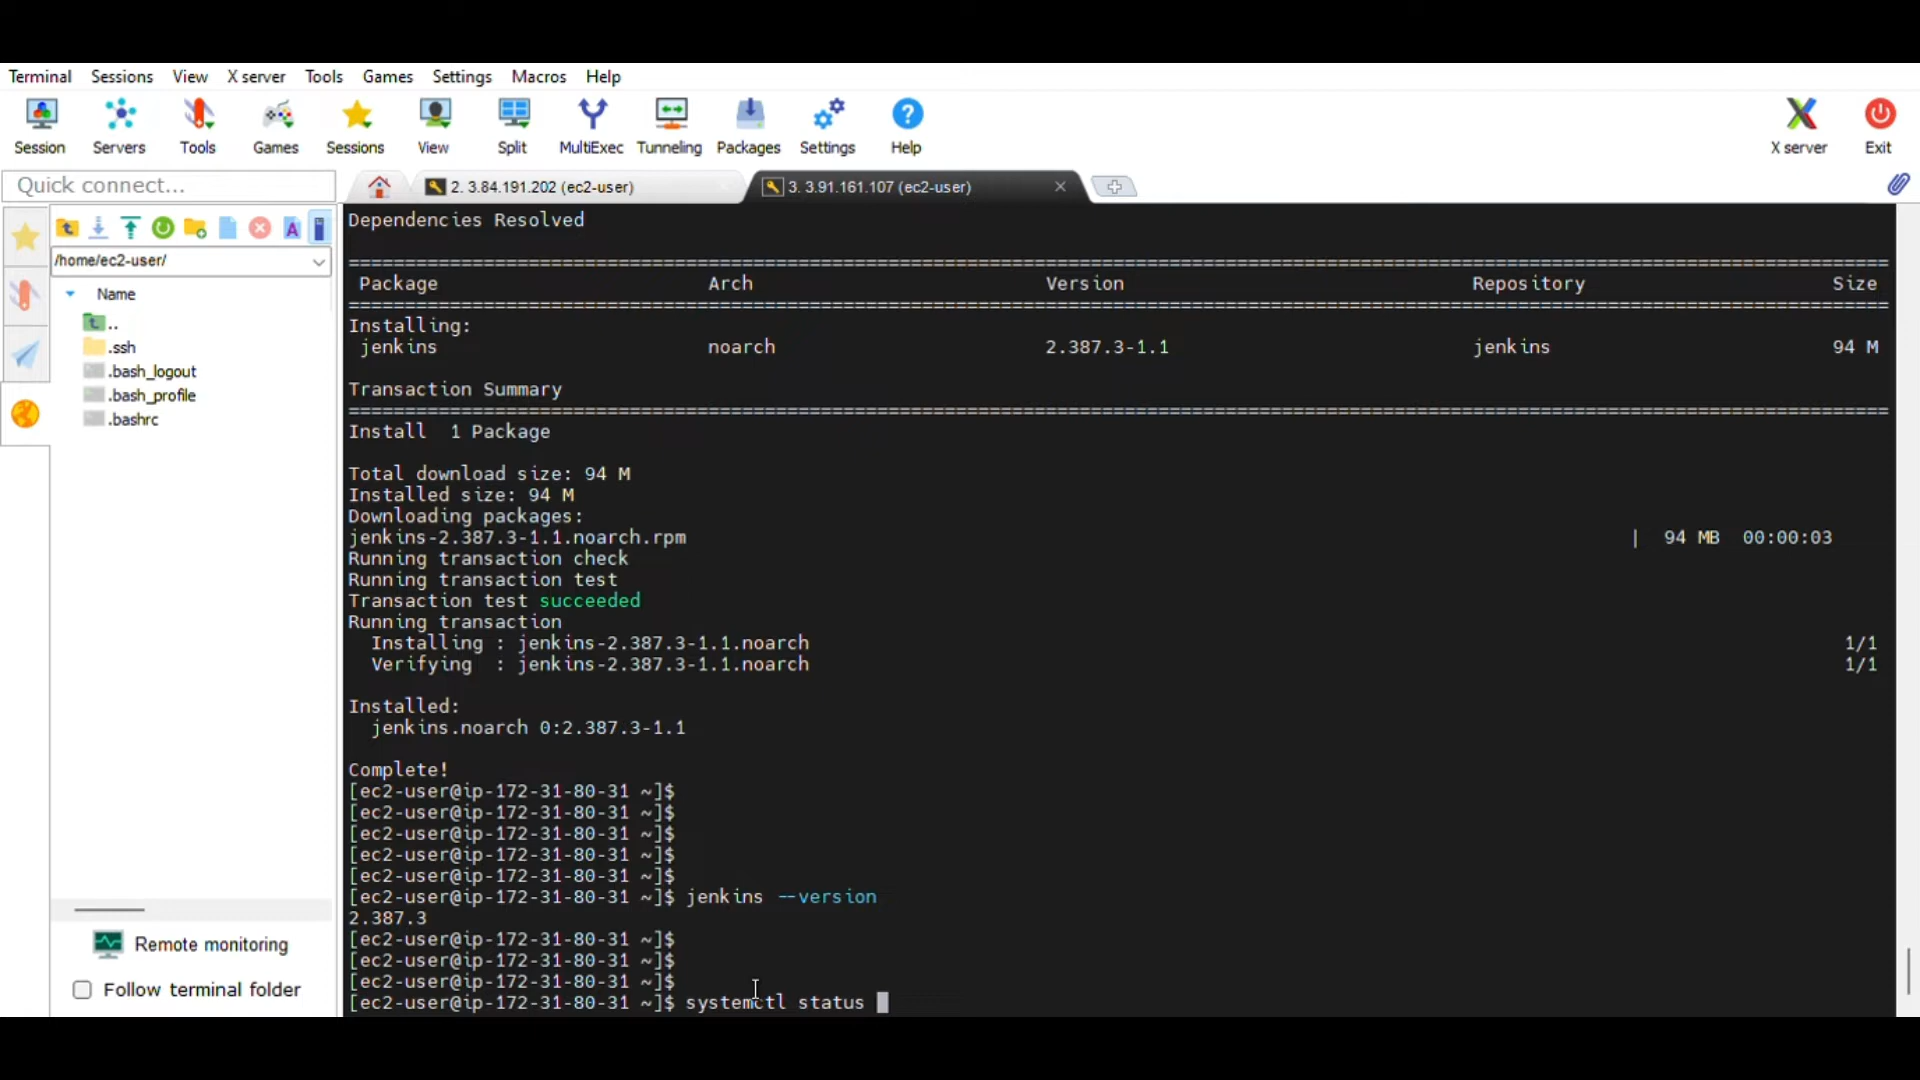 Terminal Sessions View X server Tools Games Settings Macros Help
Session Servers Tools Games Sessions View Split MultiExec Tunneling Packages Settings Help X server Exit
Quick connect...
2. 3.84.191.202 (ec2-user)
3. 3.91.161.107 (ec2-user)
/home/ec2-user/
Name
..
.ssh
.bash_logout
.bash_profile
.bashrc
Remote monitoring
Follow terminal folder
Dependencies Resolved
================================================================================
Package Arch Version Repository Size
================================================================================
Installing:
jenkins noarch 2.387.3-1.1 jenkins 94 M
Transaction Summary
================================================================================
Install 1 Package
Total download size: 94 M
Installed size: 94 M
Downloading packages:
jenkins-2.387.3-1.1.noarch.rpm | 94 MB 00:00:03
Running transaction check
Running transaction test
Transaction test succeeded
Running transaction
Installing : jenkins-2.387.3-1.1.noarch 1/1
Verifying : jenkins-2.387.3-1.1.noarch 1/1
Installed:
jenkins.noarch 0:2.387.3-1.1
Complete!
[ec2-user@ip-172-31-80-31 ~]$
[ec2-user@ip-172-31-80-31 ~]$
[ec2-user@ip-172-31-80-31 ~]$
[ec2-user@ip-172-31-80-31 ~]$
[ec2-user@ip-172-31-80-31 ~]$
[ec2-user@ip-172-31-80-31 ~]$ jenkins --version
2.387.3
[ec2-user@ip-172-31-80-31 ~]$
[ec2-user@ip-172-31-80-31 ~]$
[ec2-user@ip-172-31-80-31 ~]$
[ec2-user@ip-172-31-80-31 ~]$ systemctl status